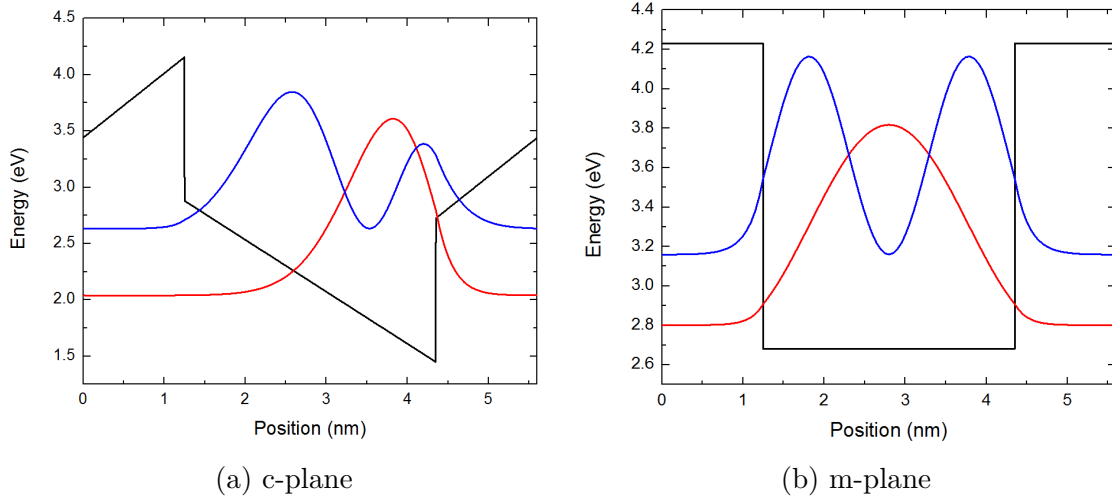 4.5
4.0
3.5
3.0
2.5
2.0
1.5
Energy (eV)
0 1 2 3 4 5
Position (nm)
(a) c-plane
4.4
4.2
4.0
3.8
3.6
3.4
3.2
3.0
2.8
2.6
Energy (eV)
0 1 2 3 4 5
Position (nm)
(b) m-plane